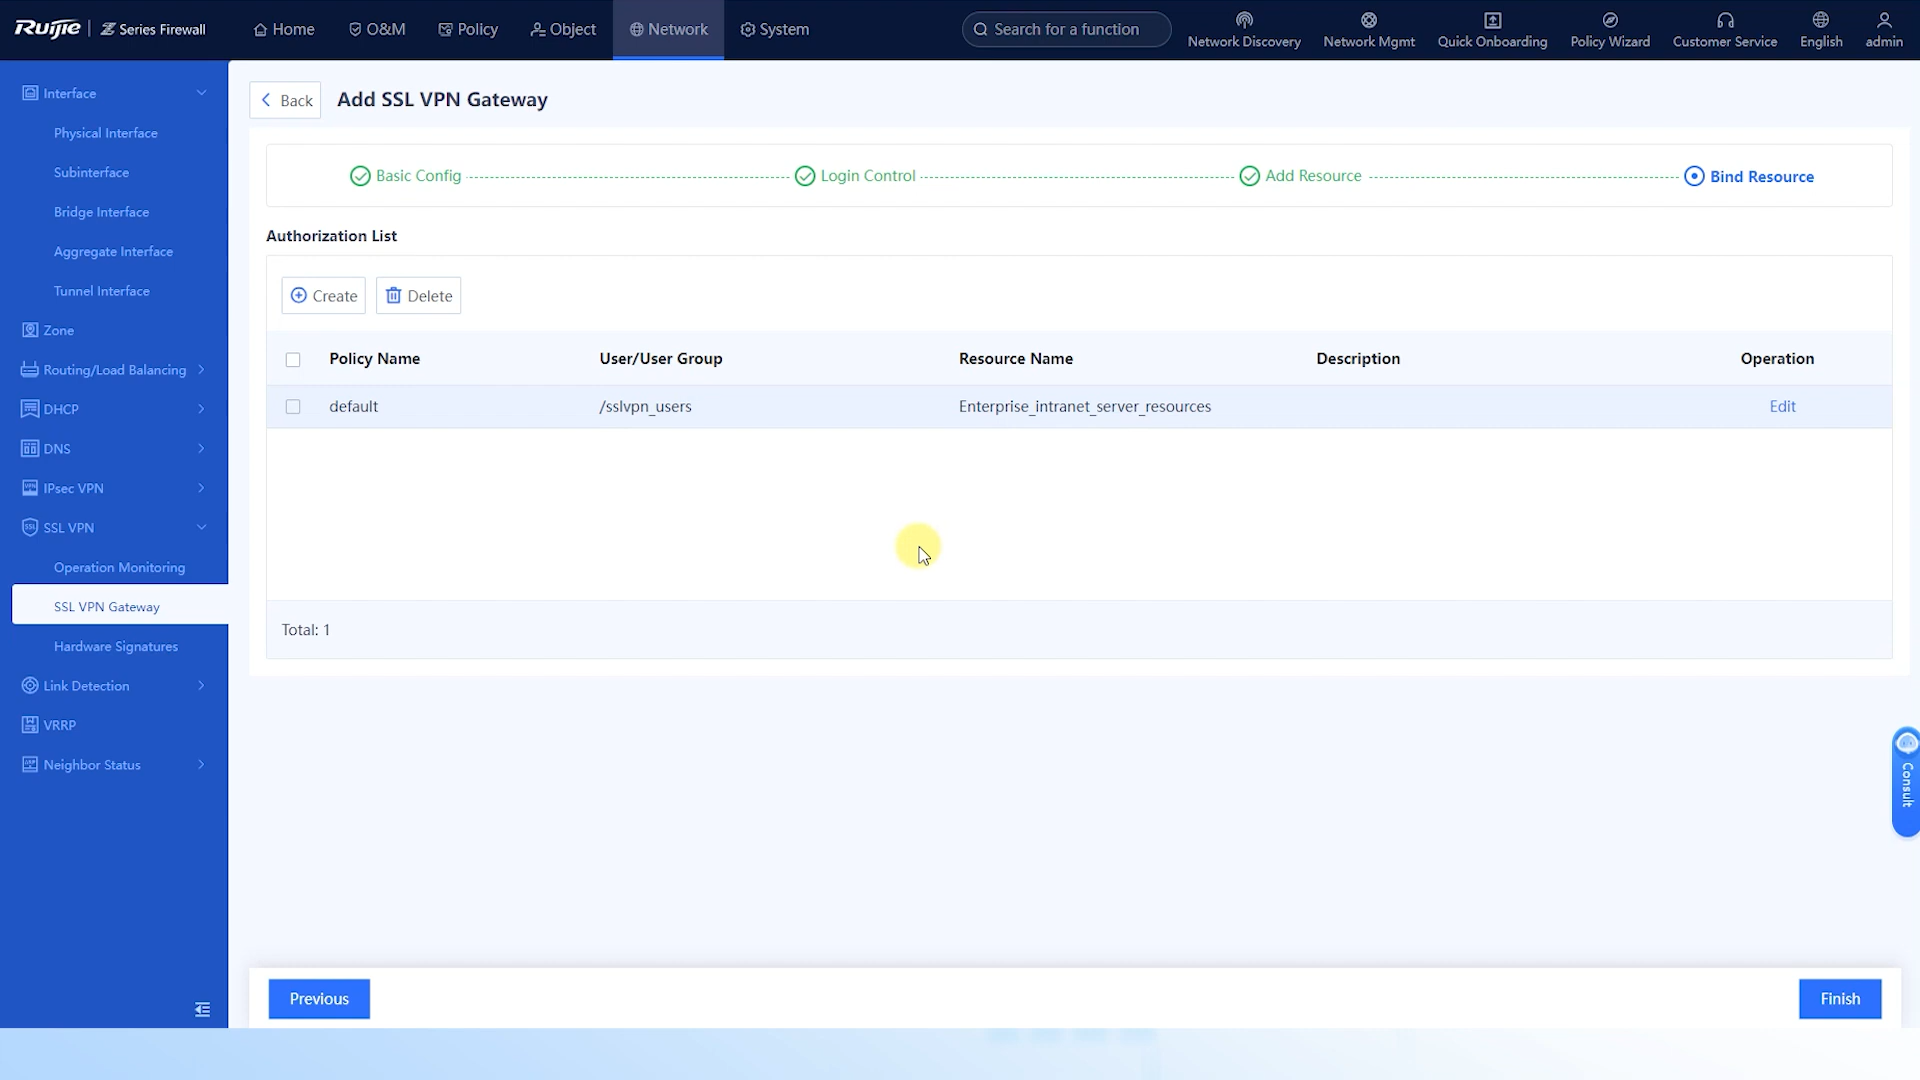 Ruijie | Z Series Firewall
Home
O&M
Policy
Object
Network
System
Search for a function
Network Discovery
Network Mgmt
Quick Onboarding
Policy Wizard
Customer Service
English
admin
Interface
Physical Interface
Subinterface
Bridge Interface
Aggregate Interface
Tunnel Interface
Zone
Routing/Load Balancing
DHCP
DNS
IPsec VPN
SSL VPN
Operation Monitoring
SSL VPN Gateway
Hardware Signatures
Link Detection
VRRP
Neighbor Status
Back
Add SSL VPN Gateway
Basic Config
Login Control
Add Resource
Bind Resource
Authorization List
Create
Delete
Policy Name
User/User Group
Resource Name
Description
Operation
default
/sslvpn_users
Enterprise_intranet_server_resources
Edit
Total: 1
Consult
Previous
Finish